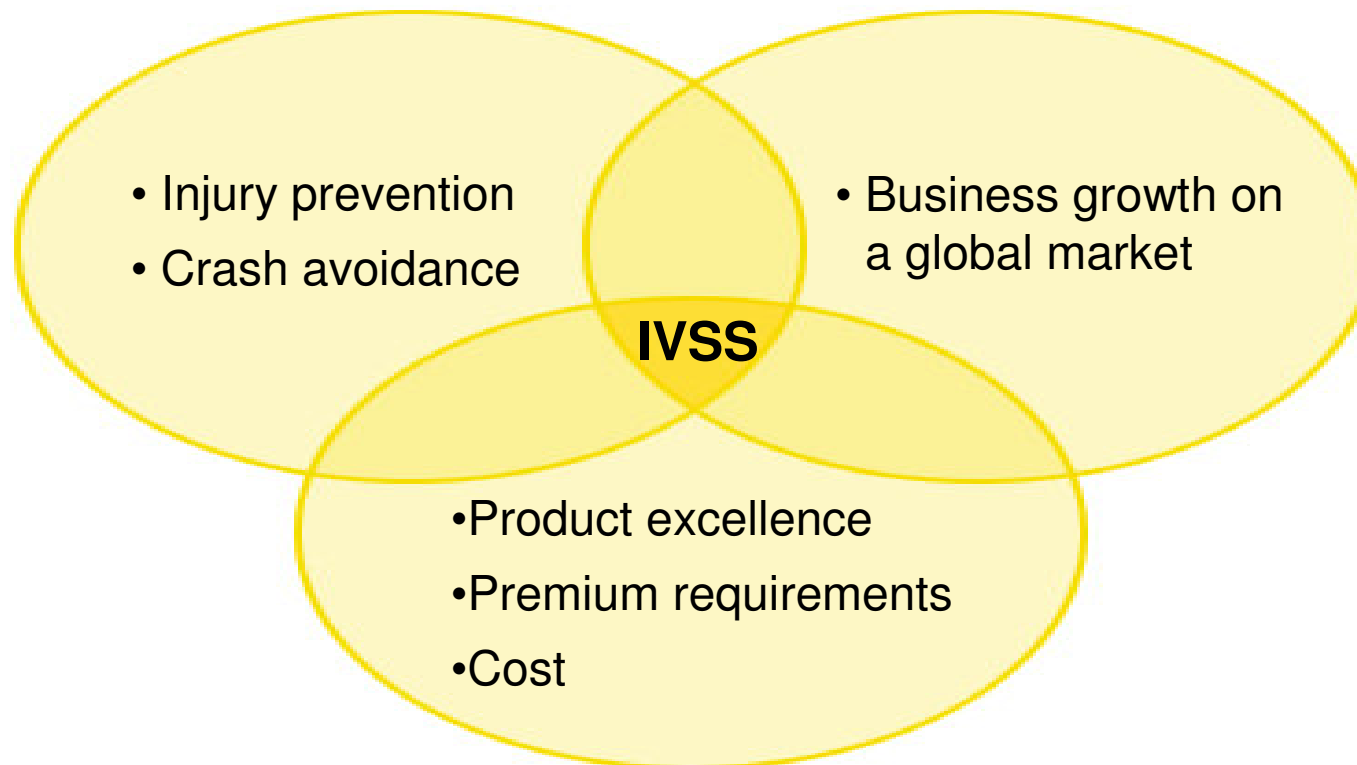 • Injury prevention
• Crash avoidance
• Business growth on
a global market
IVSS
•Product excellence
•Premium requirements
•Cost